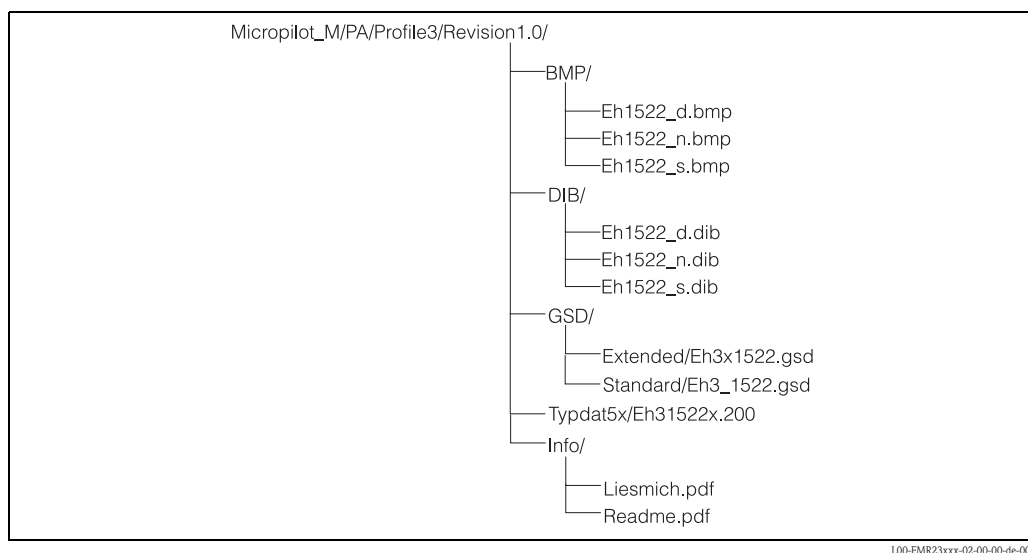 Micropilot_M/PA/Profile3/Revision1.0/
BMP/
Eh1522_d.bmp
Eh1522_n.bmp
Eh1522_s.bmp
DIB/
Eh1522_d.dib
Eh1522_n.dib
Eh1522_s.dib
GSD/
Extended/Eh3x1522.gsd
Standard/Eh3_1522.gsd
Typdat5x/Eh31522x.200
Info/
Liesmich.pdf
Readme.pdf